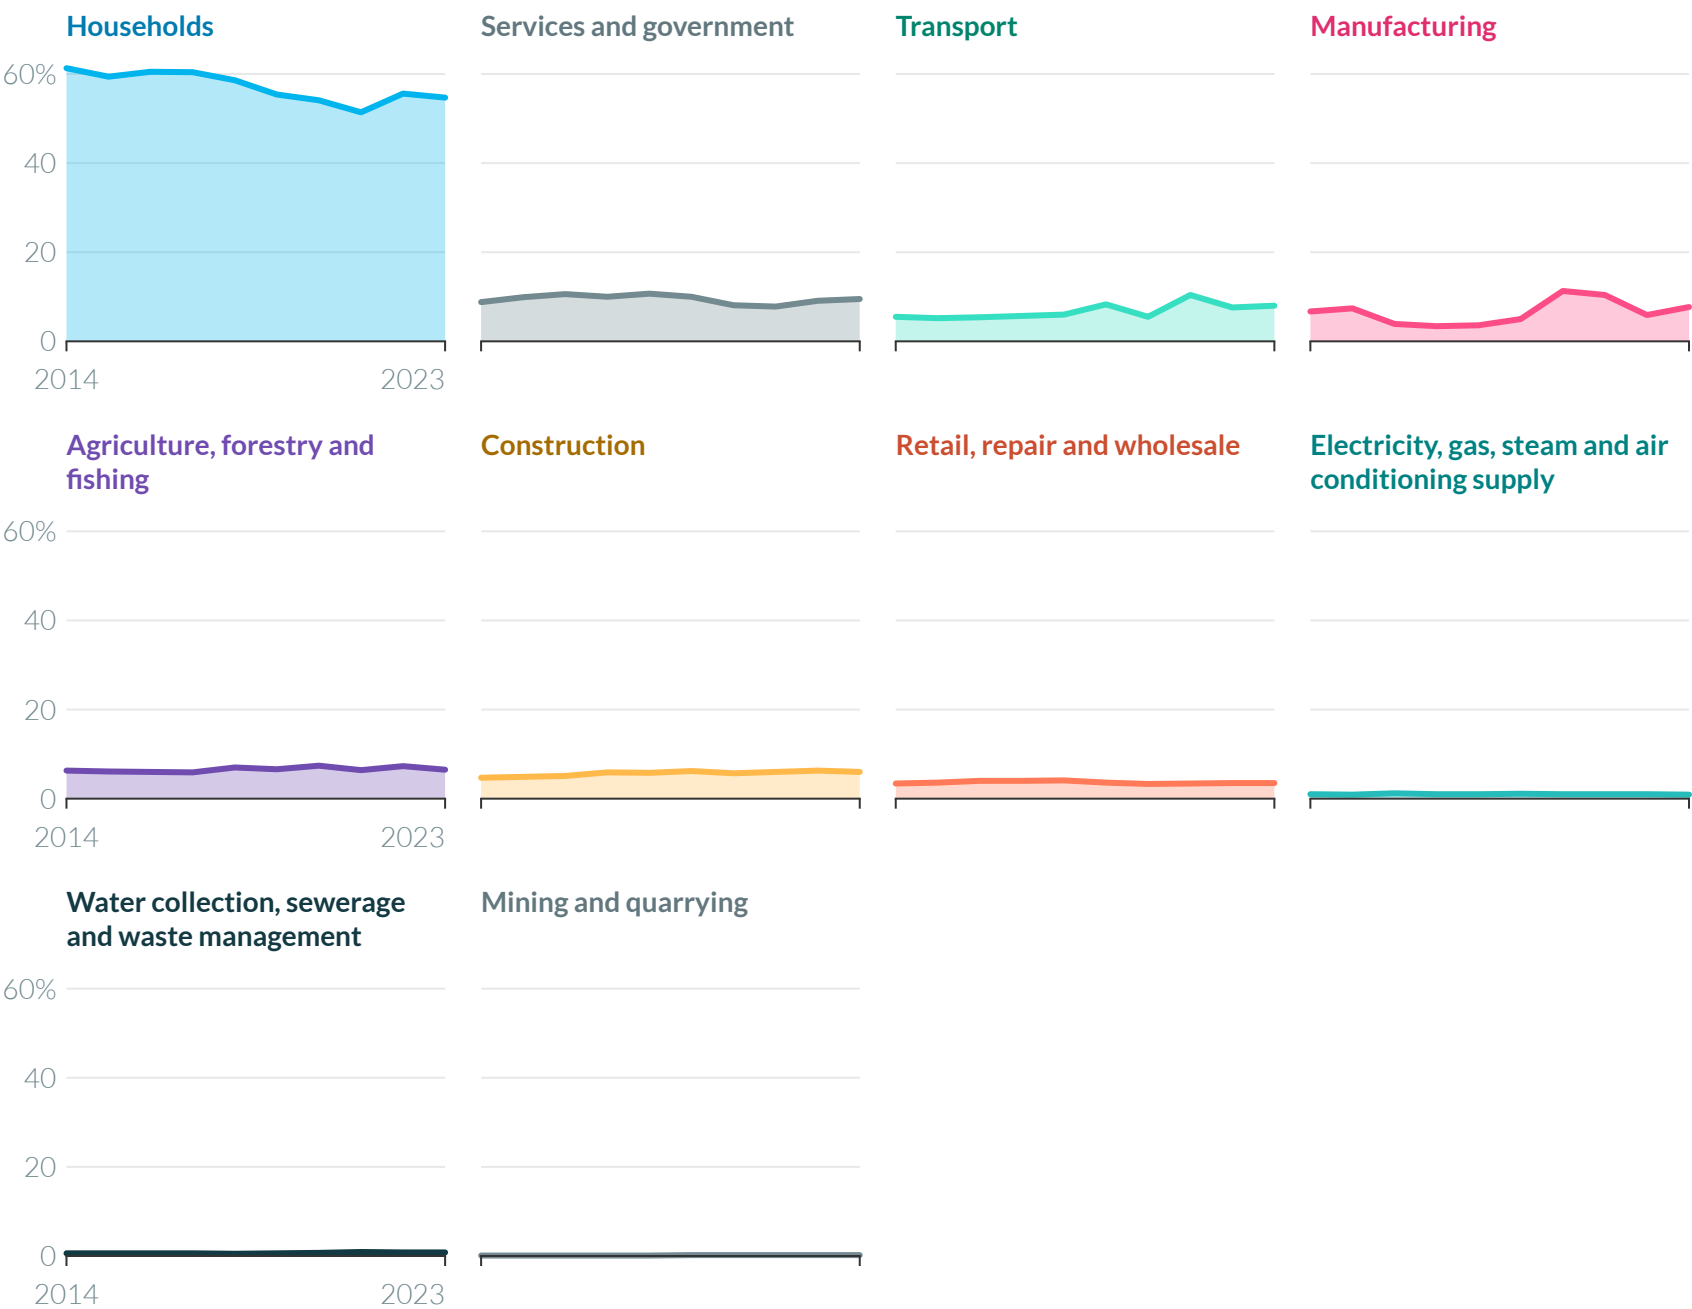 Households
Services and government
Transport
Manufacturing
60%
40
20
0
2014
2023
Agriculture, forestry and
fishing
Construction
Retail, repair and wholesale
Electricity, gas, steam and air
conditioning supply
60%
40
20
0
2014
2023
Water collection, sewerage
and waste management
Mining and quarrying
60%
40
20
0
2014
2023